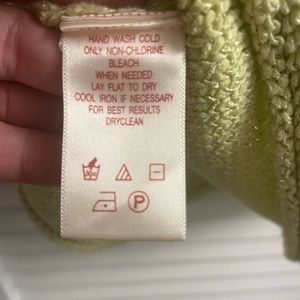 HAND WASH COLD
ONLY NON-CHLORINE
BLEACH
WHEN NEEDED
LAY FLAT TO DRY
COOL IRON IF NECESSARY
FOR BEST RESULTS
DRYCLEAN
P